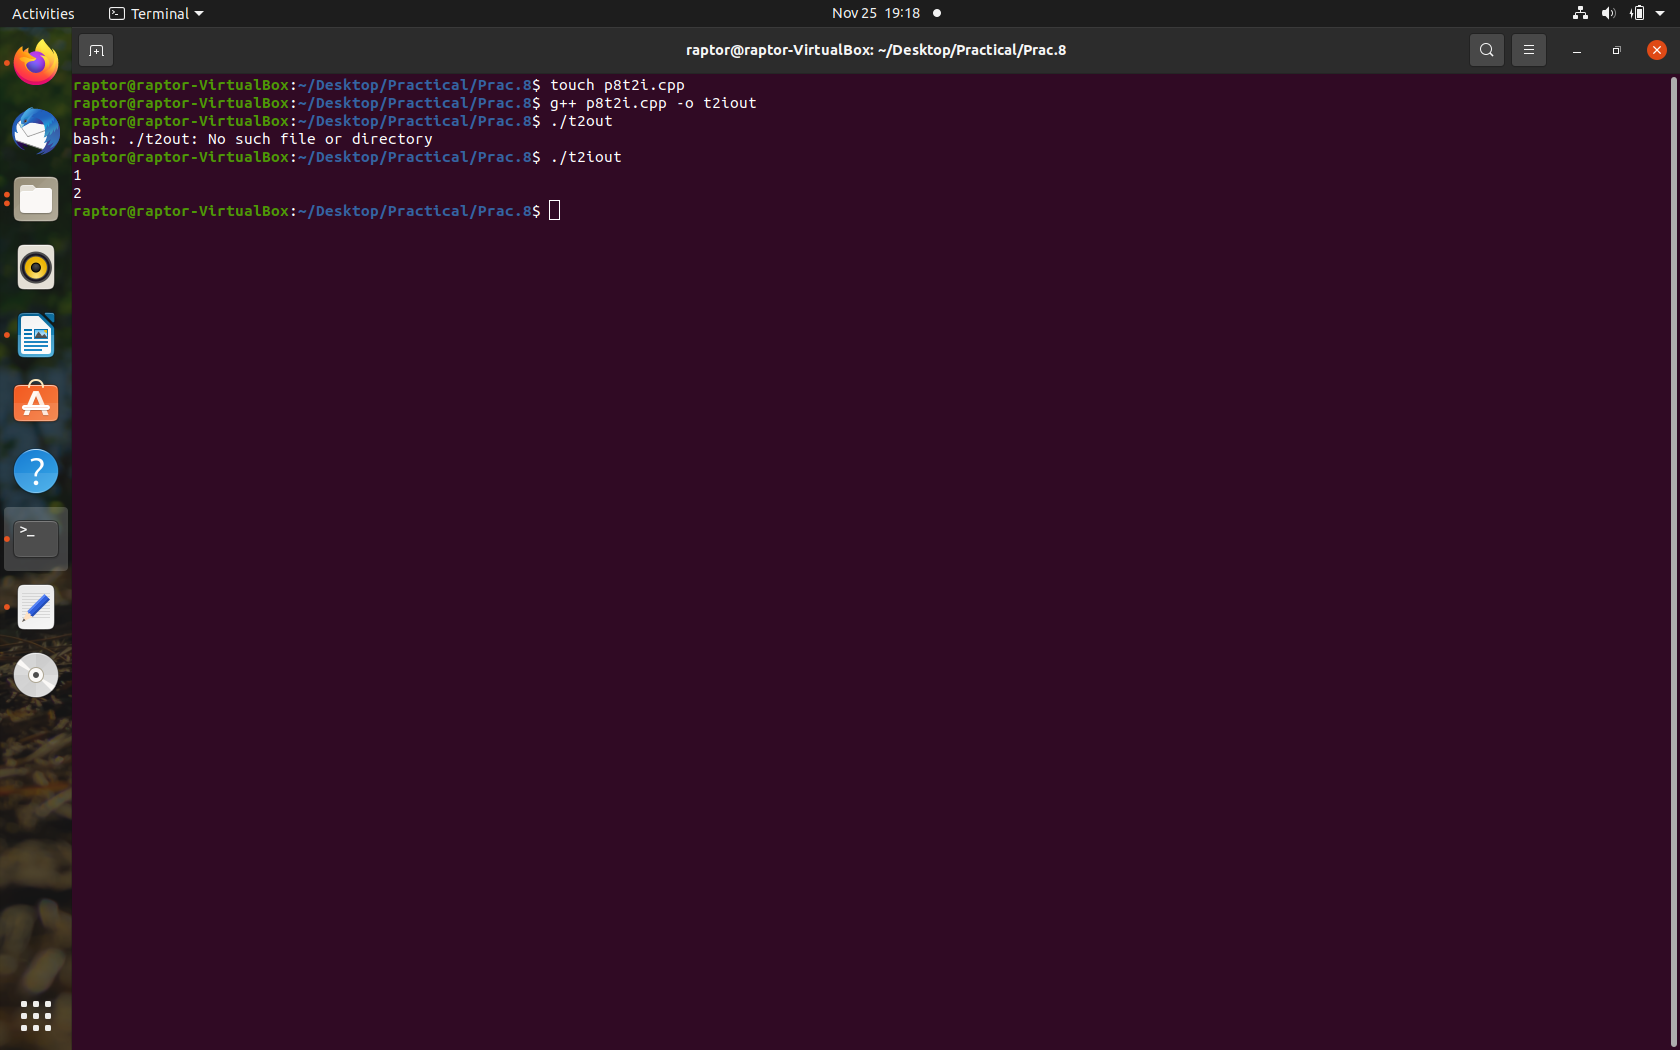 Activities
Terminal
Nov 25 19:18
raptor@raptor-VirtualBox: ~/Desktop/Practical/Prac.8
raptor@raptor-VirtualBox:~/Desktop/Practical/Prac.8$ touch p8t2i.cpp
raptor@raptor-VirtualBox:~/Desktop/Practical/Prac.8$ g++ p8t2i.cpp -o t2iout
raptor@raptor-VirtualBox:~/Desktop/Practical/Prac.8$ ./t2out
bash: ./t2out: No such file or directory
raptor@raptor-VirtualBox:~/Desktop/Practical/Prac.8$ ./t2iout
1
2
raptor@raptor-VirtualBox:~/Desktop/Practical/Prac.8$